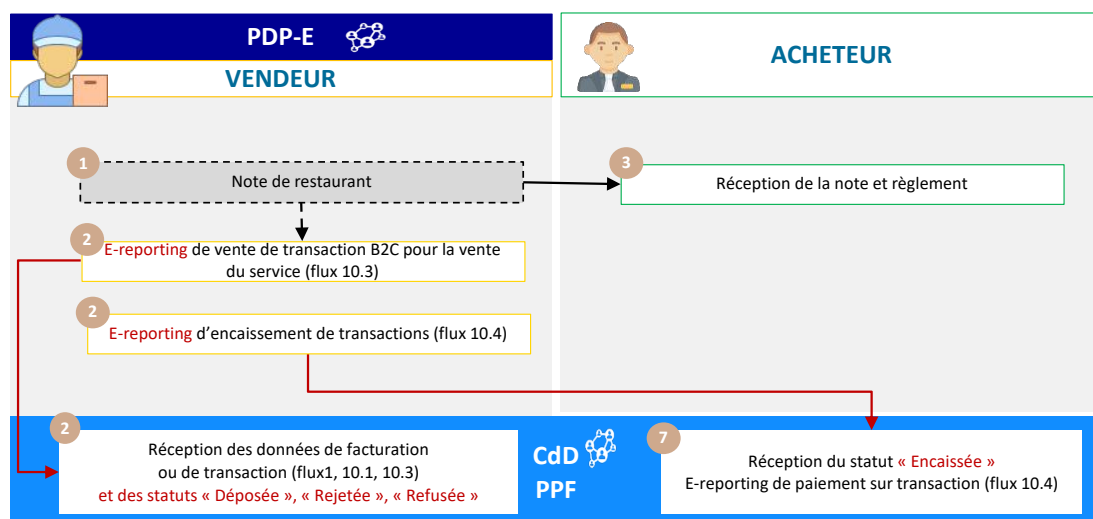 PDP-E
VENDEUR
ACHETEUR
1
Note de restaurant
3
Réception de la note et règlement
2
E-reporting de vente de transaction B2C pour la vente
du service (flux 10.3)
2
E-reporting d'encaissement de transactions (flux 10.4)
2
Réception des données de facturation
ou de transaction (flux1, 10.1, 10.3)
et des statuts « Déposée », « Rejetée », « Refusée »
CdD
PPF
7
Réception du statut « Encaissée »
E-reporting de paiement sur transaction (flux 10.4)